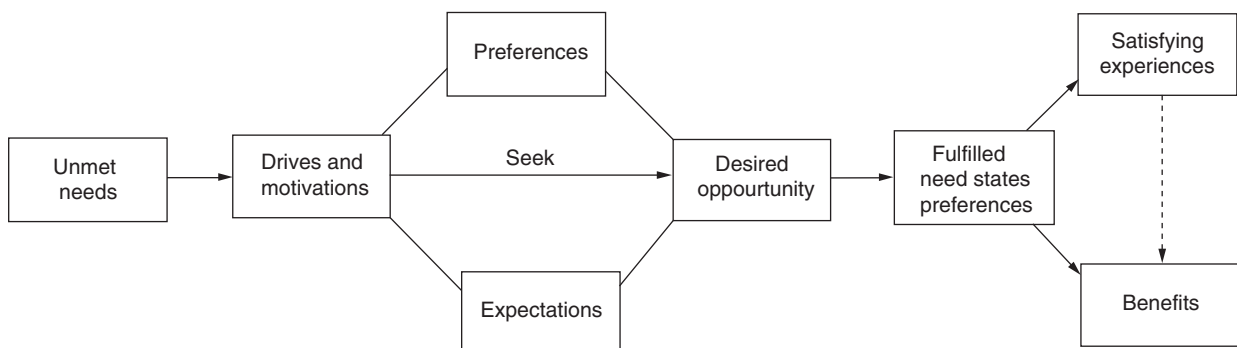 Unmet
needs
Drives and
motivations
Preferences
Seek
Expectations
Desired
oppourtunity
Fulfilled
need states
preferences
Satisfying
experiences
Benefits